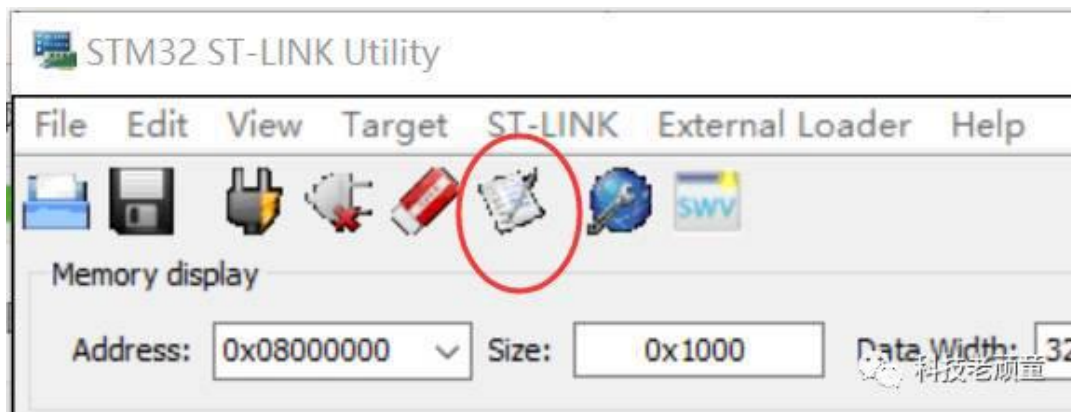 STM32 ST-LINK Utility
File Edit View Target ST-LINK External Loader Help
SWV
Memory display
Address: 0x08000000 Size: 0x1000 Data Width: 32
科技老顽童